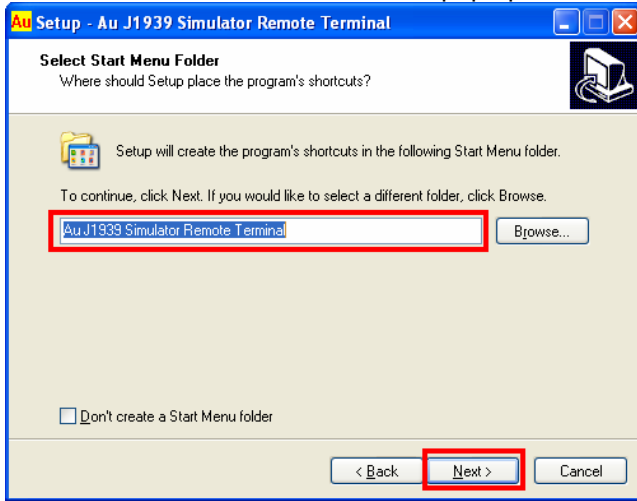 Au Setup - Au J1939 Simulator Remote Terminal
Select Start Menu Folder
Where should Setup place the program's shortcuts?
Setup will create the program's shortcuts in the following Start Menu folder.
To continue, click Next. If you would like to select a different folder, click Browse.
Au J1939 Simulator Remote Terminal
Browse...
Don't create a Start Menu folder
< Back
Next >
Cancel